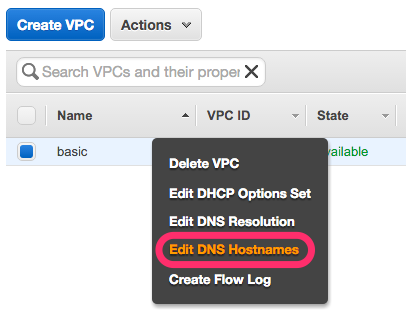 Create VPC Actions
Search VPCs and their proper
Name VPC ID State
basic vailable
Delete VPC
Edit DHCP Options Set
Edit DNS Resolution
Edit DNS Hostnames
Create Flow Log